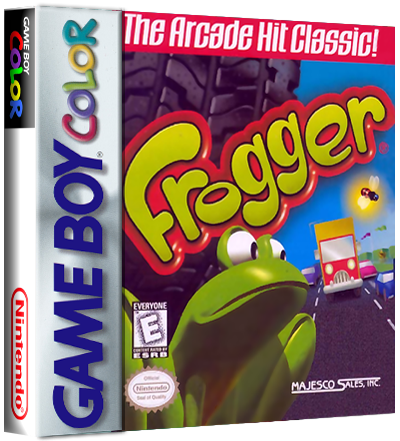 GAME BOY
COLOR
Nintendo
GAME BOY COLOR
The Arcade Hit Classic!
Frogger
EVERYONE
E
CONTENT RATED BY
ESRB
Official
Nintendo
Seal of Quality
MAJESCO SALES, INC.